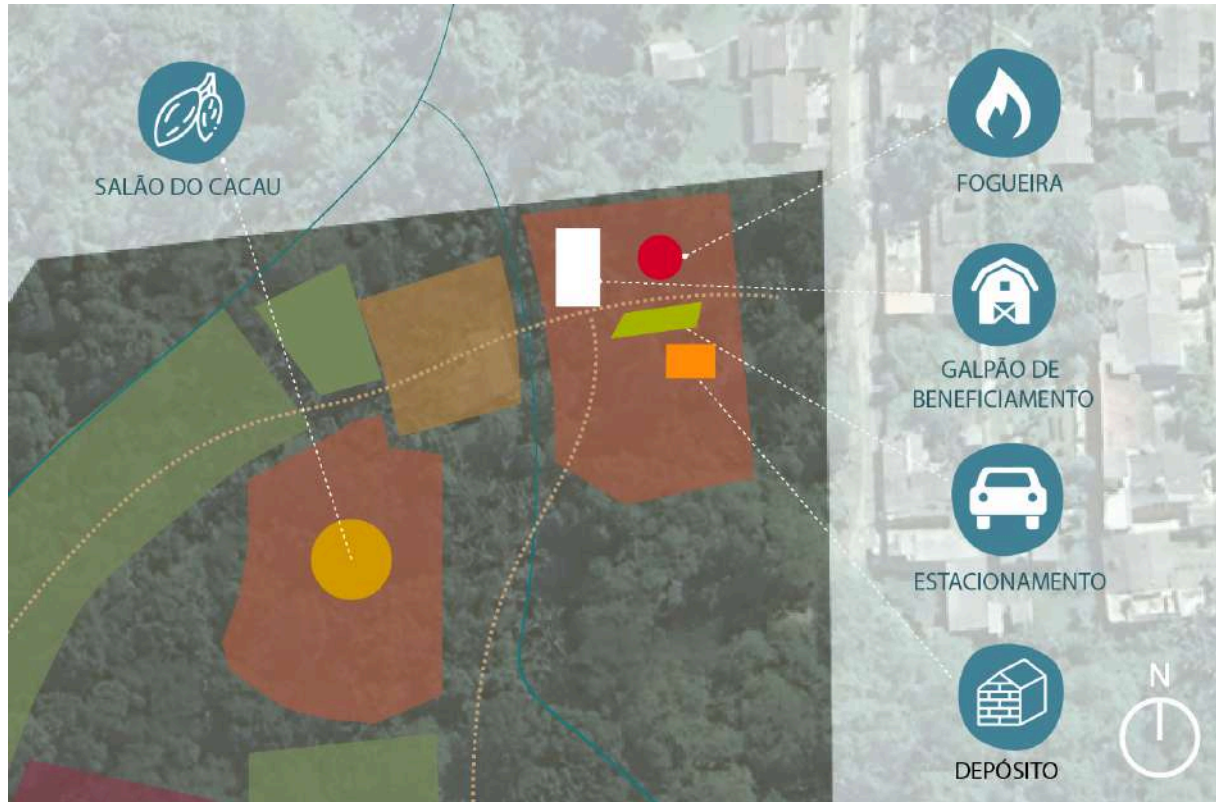 SALÃO DO CACAU
FOGUEIRA
GALPÃO DE
BENEFICIAMENTO
ESTACIONAMENTO
N
DEPÓSITO